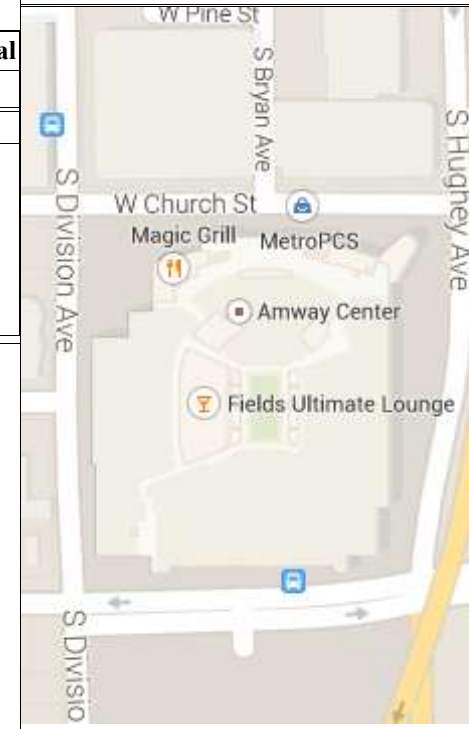 al
W Pine St
S Bryan Ave
S Hughey Ave
S Division Ave
W Church St
Magic Grill
MetroPCS
Amway Center
Fields Ultimate Lounge
S Divisio